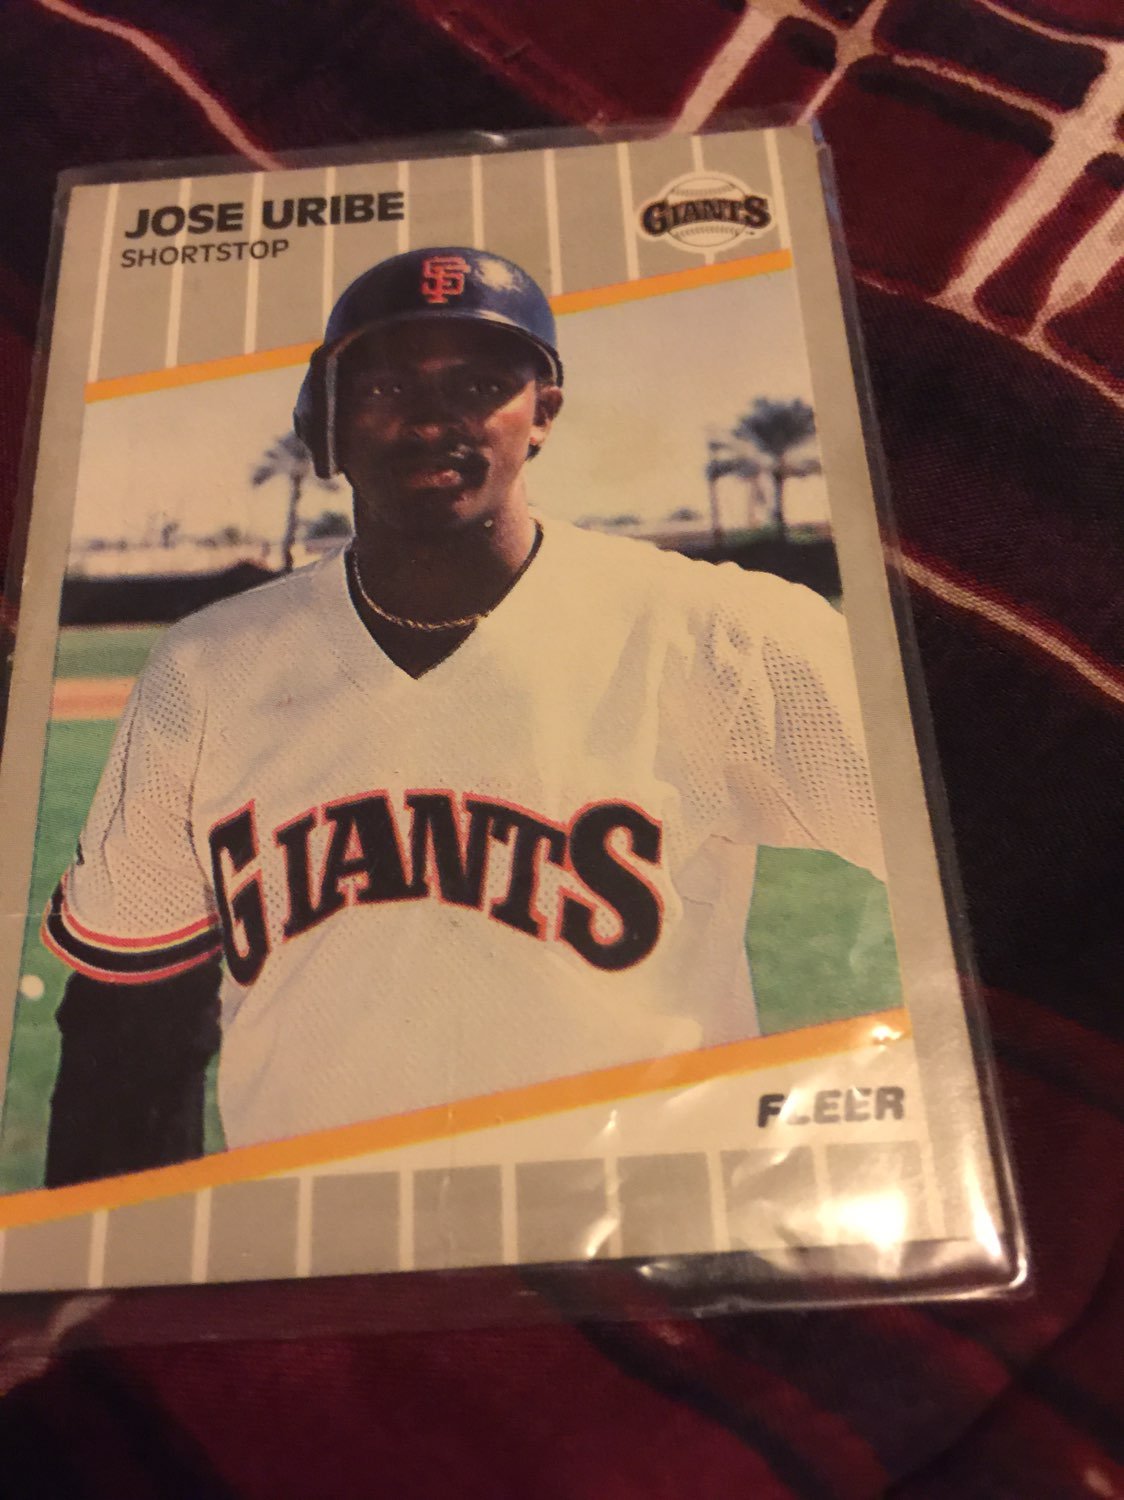 JOSE URIBE
SHORTSTOP
GIANTS
SF
GIANTS
FLEER